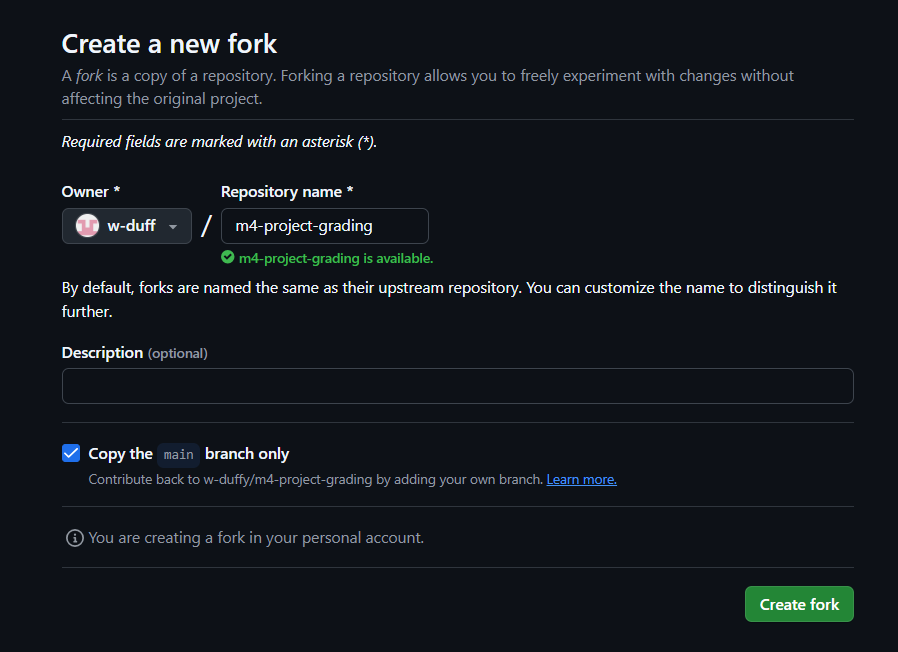 Create a new fork
A fork is a copy of a repository. Forking a repository allows you to freely experiment with changes without
affecting the original project.
Required fields are marked with an asterisk (*).
Owner * Repository name *
w-duff / m4-project-grading
m4-project-grading is available.
By default, forks are named the same as their upstream repository. You can customize the name to distinguish it
further.
Description (optional)
Copy the main branch only
Contribute back to w-duffy/m4-project-grading by adding your own branch. Learn more.
You are creating a fork in your personal account.
Create fork